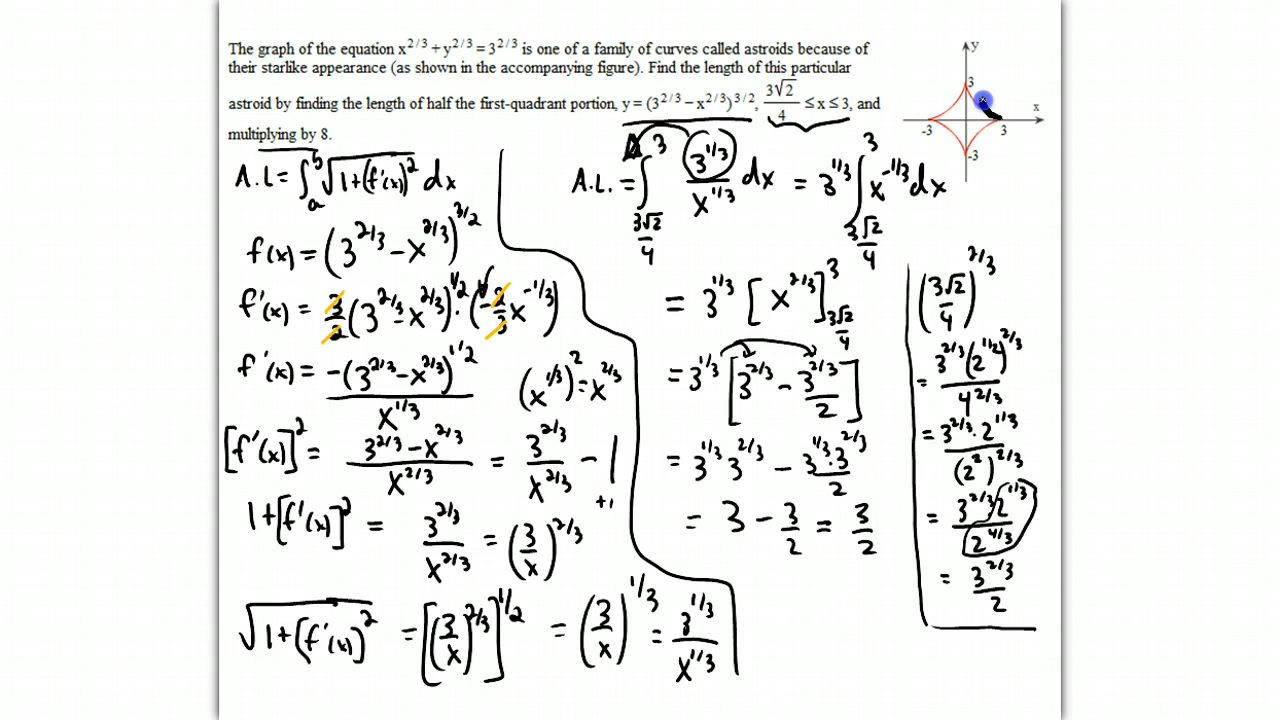 The graph of the equation x^2/3 + y^2/3 = 3^2/3 is one of a family of curves called astroids because of
their starlike appearance (as shown in the accompanying figure). Find the length of this particular
astroid by finding the length of half the first-quadrant portion, y = (3^2/3 − x^2/3)^3/2, 3√2/4 ≤ x ≤ 3, and
multiplying by 8.
y
3
x
-3
3
-3
A.L = ∫_a^b √(1+(f'(x))^2) dx
f(x) = (3^2/3 − x^2/3)^3/2
f'(x) = 3/2 (3^2/3 − x^2/3)^1/2 · (−2/3 x^−1/3)
f'(x) = −(3^2/3 − x^2/3)^1/2 / x^1/3
(x^1/3)^2 = x^2/3
[f'(x)]^2 = (3^2/3 − x^2/3) / x^2/3 = 3^2/3 / x^2/3 − 1
+1
1+[f'(x)]^2 = 3^2/3 / x^2/3 = (3/x)^2/3
√(1+[f'(x)]^2) = [(3/x)^2/3]^1/2 = (3/x)^1/3 = 3^1/3 / x^1/3
A.L. = ∫_{3√2/4}^3 3^1/3 / x^1/3 dx = 3^1/3 ∫_{3√2/4}^3 x^−1/3 dx
= 3^1/3 [x^2/3]_{3√2/4}^3
= 3^1/3 [3^2/3 − 3^2/3 / 2]
= 3^1/3 3^2/3 − 3^1/3 · 3^2/3 / 2
= 3 − 3/2 = 3/2
(3√2/4)^2/3
= 3^2/3 (2^1/2)^2/3 / 4^2/3
= 3^2/3 · 2^1/3 / (2^2)^2/3
= 3^2/3 2^1/3 / 2^4/3
= 3^2/3 / 2